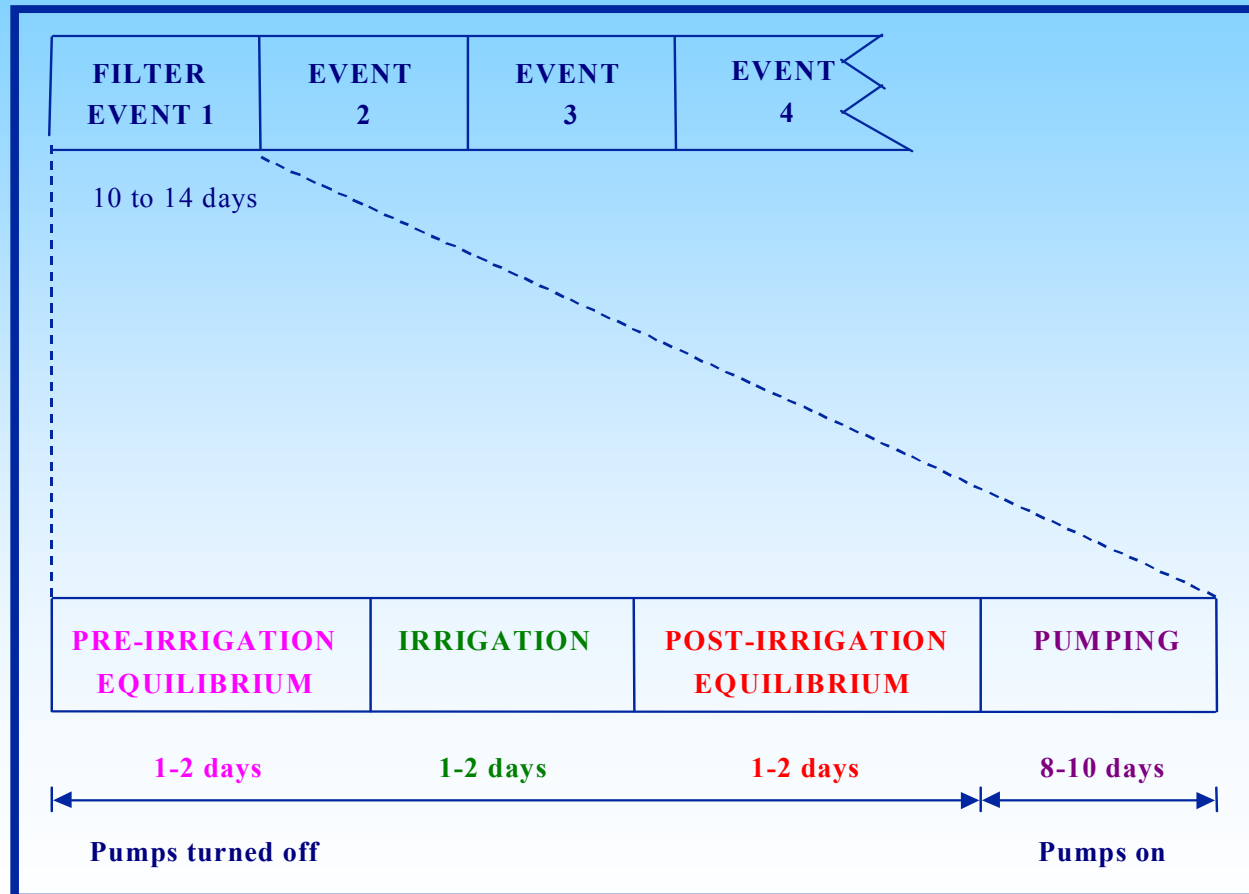 FILTER EVENT 1
EVENT 2
EVENT 3
EVENT 4
10 to 14 days
PRE-IRRIGATION EQUILIBRIUM
IRRIGATION
POST-IRRIGATION EQUILIBRIUM
PUMPING
1-2 days
1-2 days
1-2 days
8-10 days
Pumps turned off
Pumps on